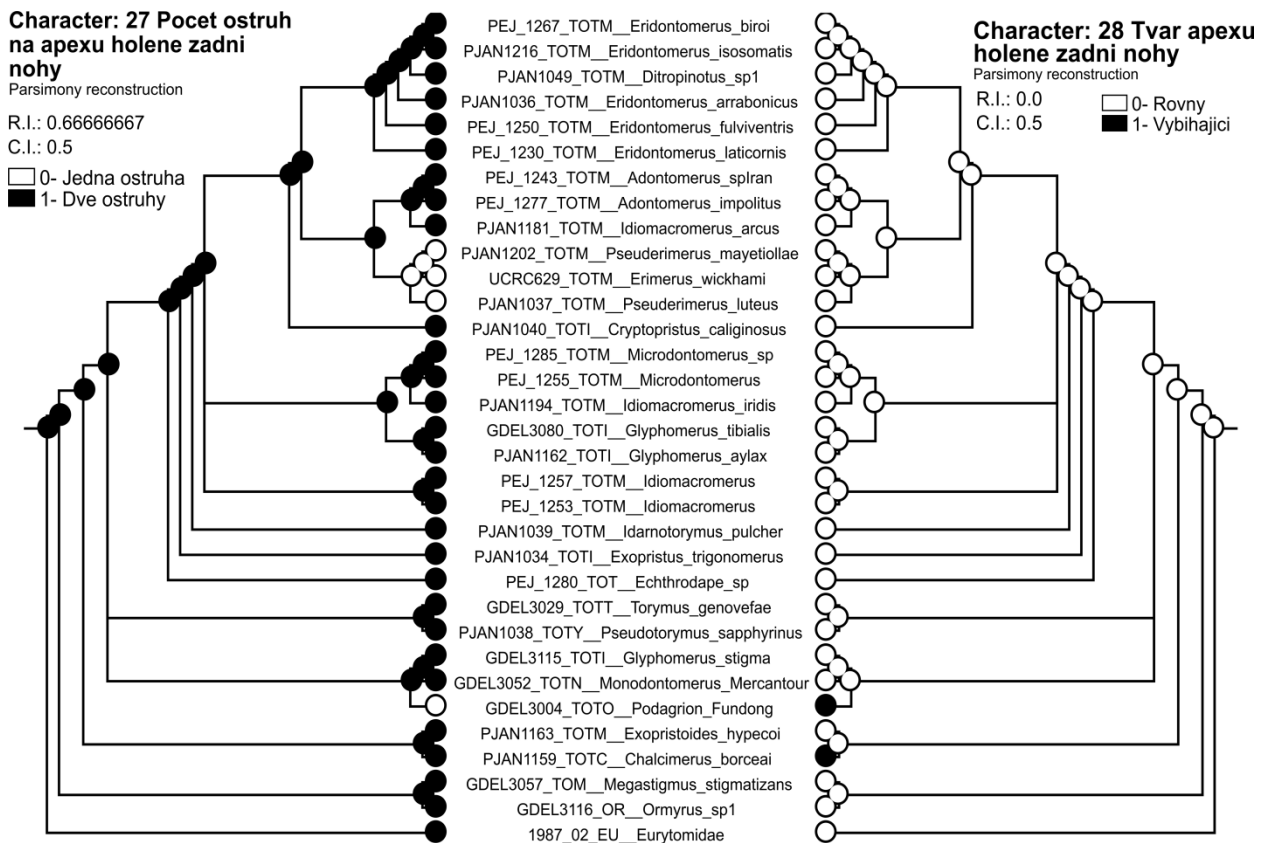 Character: 27 Pocet ostruh
na apexu holene zadni
nohy
Parsimony reconstruction
R.I.: 0.66666667
C.I.: 0.5
0- Jedna ostruha
1- Dve ostruhy
PEJ_1267_TOTM__Eridontomerus_biroi
PJAN1216_TOTM__Eridontomerus_isosomatis
PJAN1049_TOTM__Ditropinotus_sp1
PJAN1036_TOTM__Eridontomerus_arrabonicus
PEJ_1250_TOTM__Eridontomerus_fulviventris
PEJ_1230_TOTM__Eridontomerus_laticornis
PEJ_1243_TOTM__Adontomerus_spIran
PEJ_1277_TOTM__Adontomerus_impolitus
PJAN1181_TOTM__Idiomacromerus_arcus
PJAN1202_TOTM__Pseuderimerus_mayetiollae
UCRC629_TOTM__Erimerus_wickhami
PJAN1037_TOTM__Pseuderimerus_luteus
PJAN1040_TOTI__Cryptopristus_caliginosus
PEJ_1285_TOTM__Microdontomerus_sp
PEJ_1255_TOTM__Microdontomerus
PJAN1194_TOTM__Idiomacromerus_iridis
GDEL3080_TOTI__Glyphomerus_tibialis
PJAN1162_TOTI__Glyphomerus_aylax
PEJ_1257_TOTM__Idiomacromerus
PEJ_1253_TOTM__Idiomacromerus
PJAN1039_TOTM__Idarnotorymus_pulcher
PJAN1034_TOTI__Exopristus_trigonomerus
PEJ_1280_TOT__Echthrodape_sp
GDEL3029_TOTT__Torymus_genovefae
PJAN1038_TOTY__Pseudotorymus_sapphyrinus
GDEL3115_TOTI__Glyphomerus_stigma
GDEL3052_TOTN__Monodontomerus_Mercantour
GDEL3004_TOTO__Podagrion_Fundong
PJAN1163_TOTM__Exopristoides_hypecoi
PJAN1159_TOTC__Chalcimerus_borceai
GDEL3057_TOM__Megastigmus_stigmatizans
GDEL3116_OR__Ormyrus_sp1
1987_02_EU__Eurytomidae
Character: 28 Tvar apexu
holene zadni nohy
Parsimony reconstruction
R.I.: 0.0
C.I.: 0.5
0- Rovny
1- Vybihajici